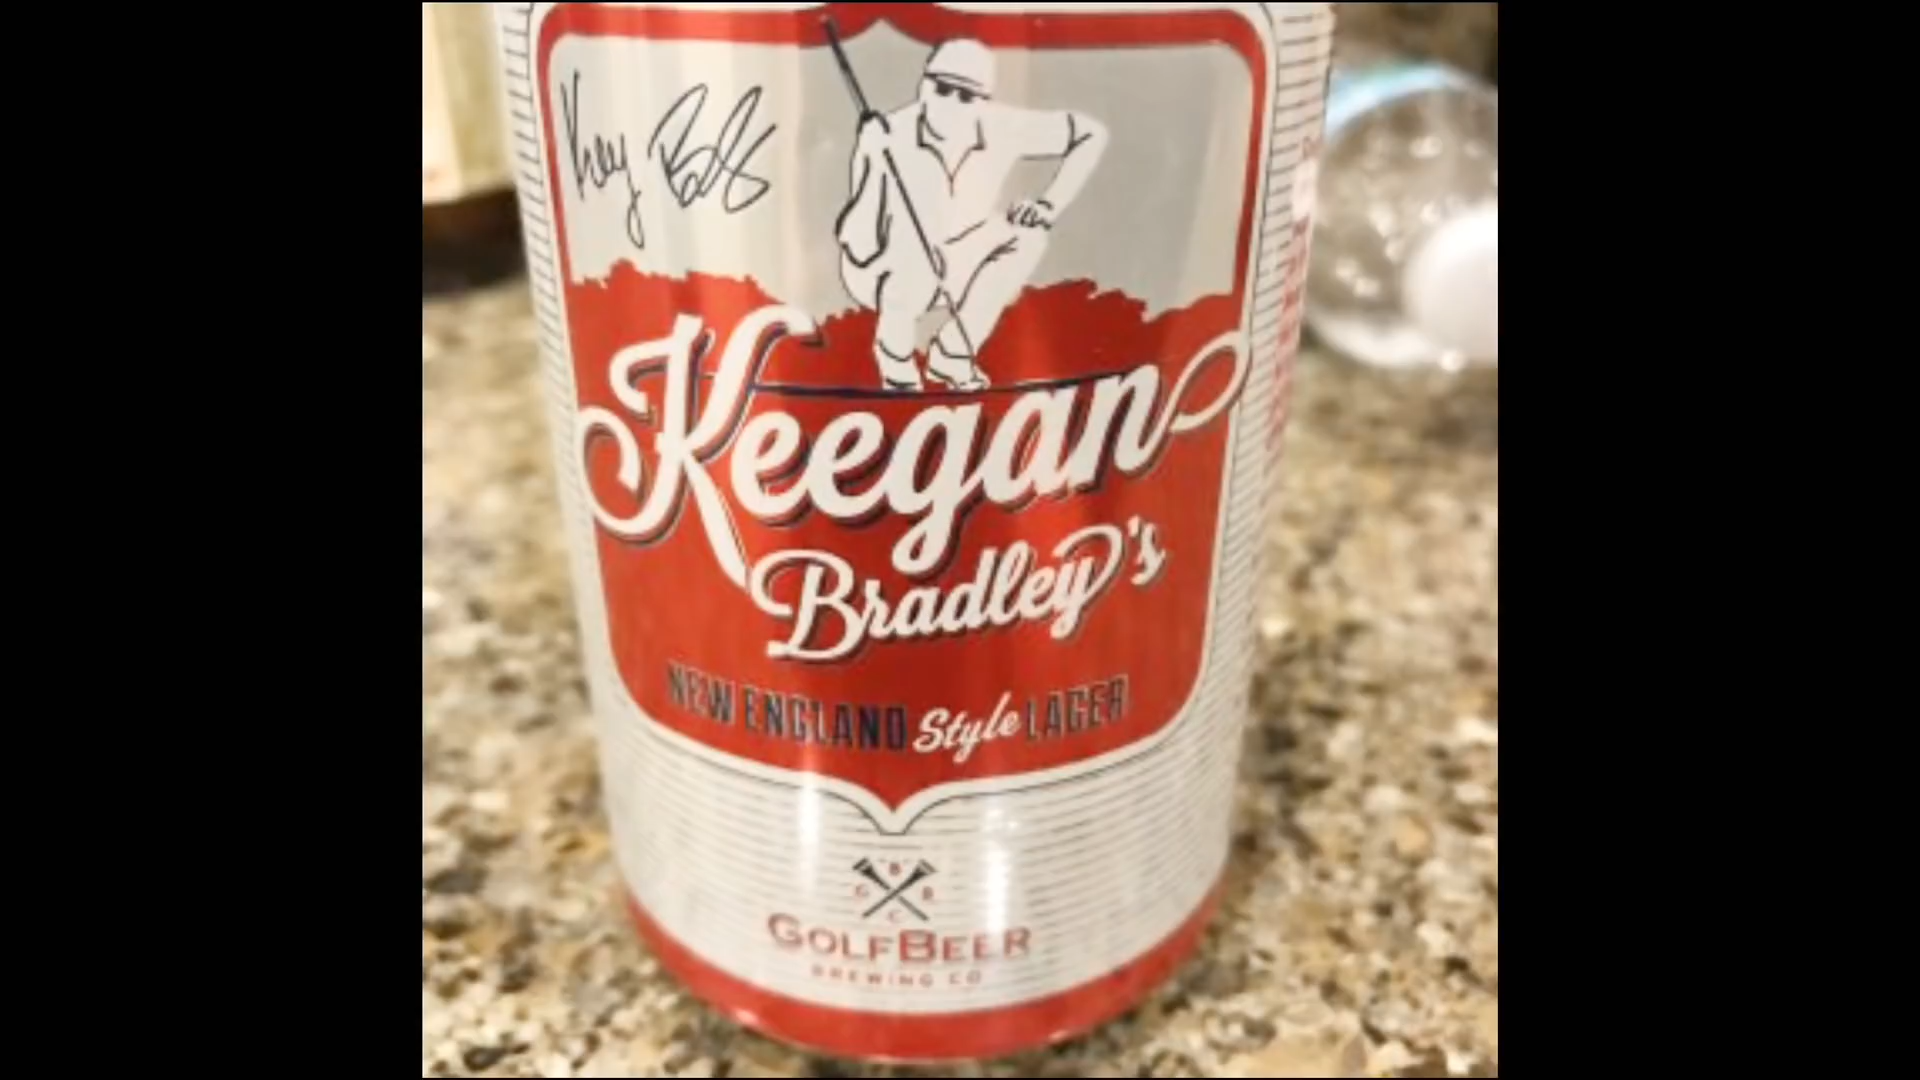 Keegan
Bradley's
NEW ENGLAND Style LAGER
B
G B
C
GOLFBEER
BREWING CO